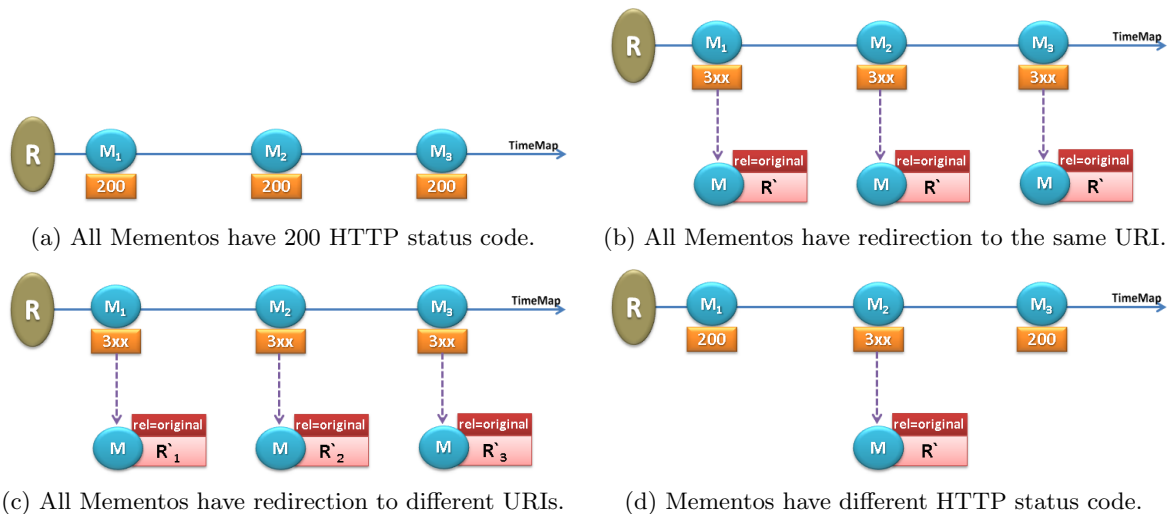 R M₁ M₂ M₃ TimeMap
200 200 200
(a) All Mementos have 200 HTTP status code.
R M₁ M₂ M₃ TimeMap
3xx 3xx 3xx
rel=original rel=original rel=original
M R` M R` M R`
(b) All Mementos have redirection to the same URI.
R M₁ M₂ M₃ TimeMap
3xx 3xx 3xx
rel=original rel=original rel=original
M R`₁ M R`₂ M R`₃
(c) All Mementos have redirection to different URIs.
R M₁ M₂ M₃ TimeMap
200 3xx 200
rel=original
M R`
(d) Mementos have different HTTP status code.